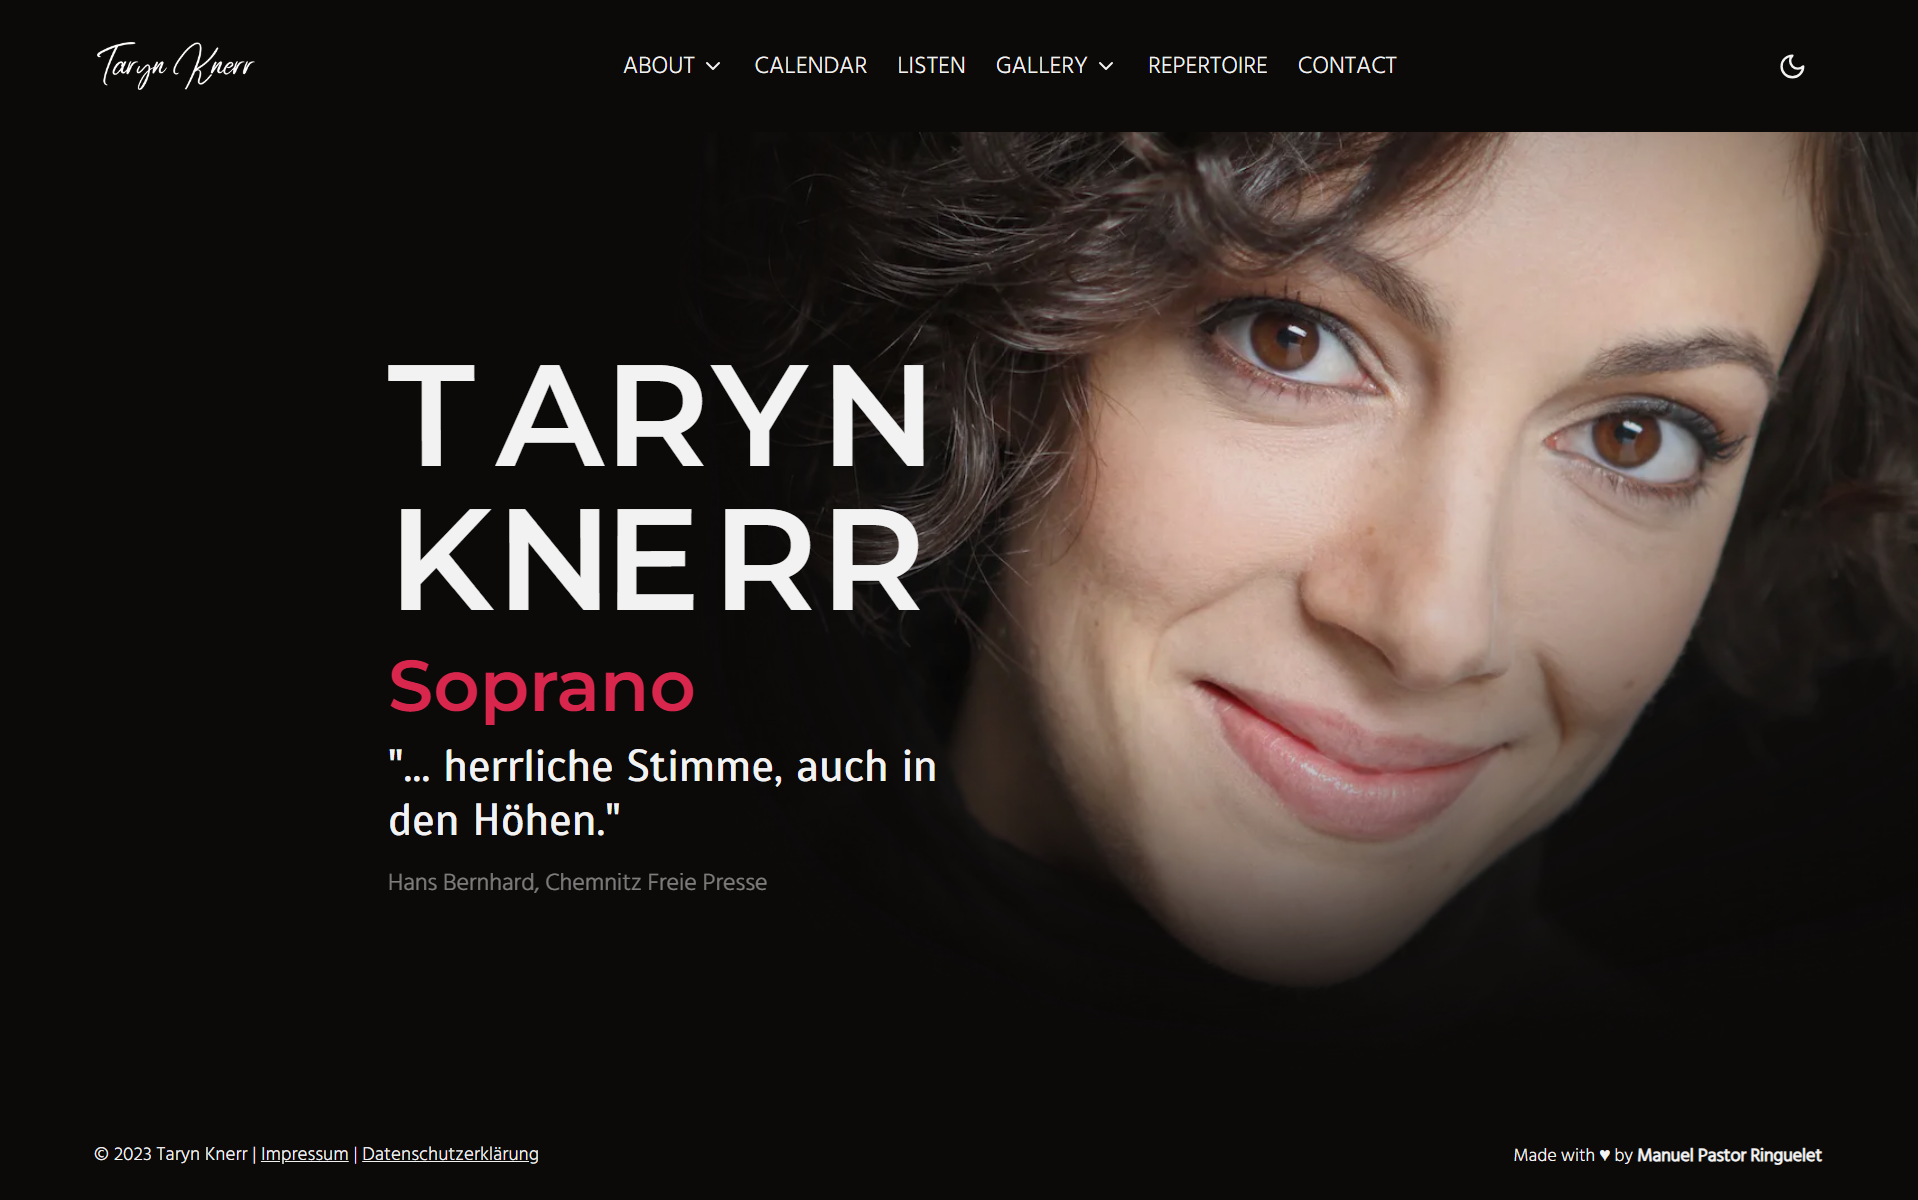 Taryn Knerr
ABOUT CALENDAR LISTEN GALLERY REPERTOIRE CONTACT
TARYN
KNERR
Soprano
"... herrliche Stimme, auch in
den Höhen."
Hans Bernhard, Chemnitz Freie Presse
© 2023 Taryn Knerr | Impressum | Datenschutzerklärung
Made with ♥ by Manuel Pastor Ringuelet